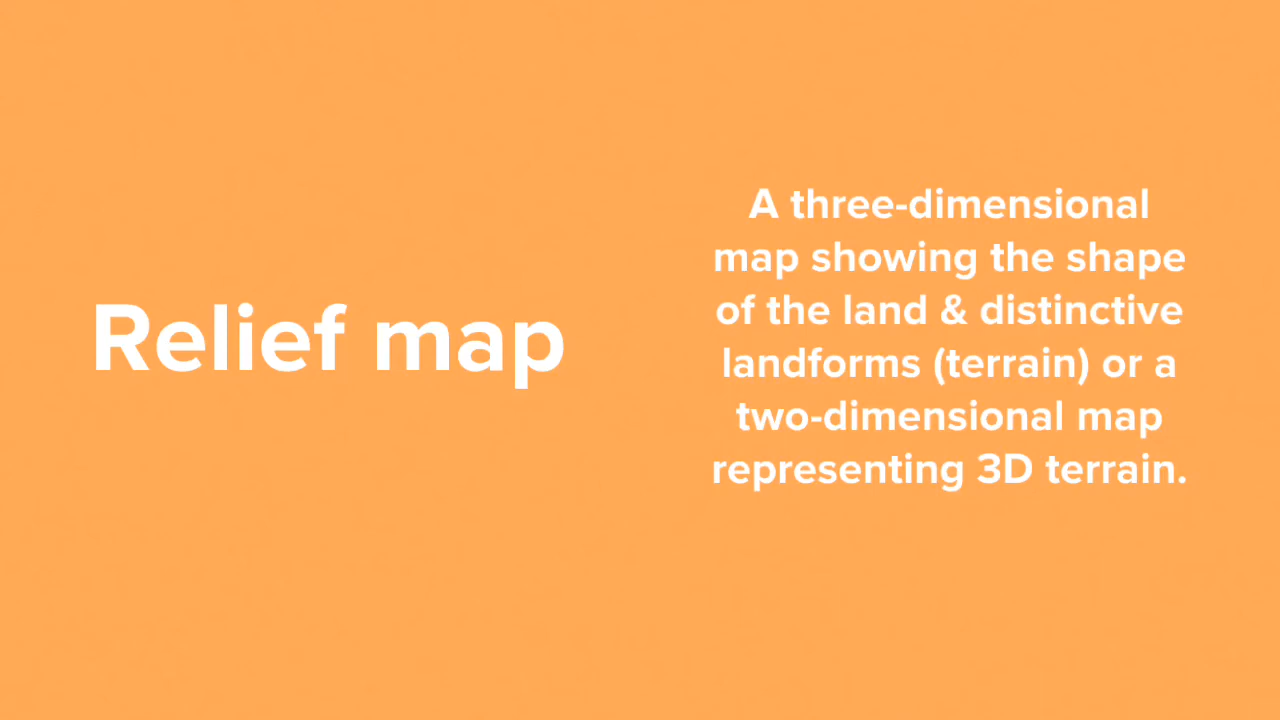 Relief map
A three-dimensional
map showing the shape
of the land & distinctive
landforms (terrain) or a
two-dimensional map
representing 3D terrain.